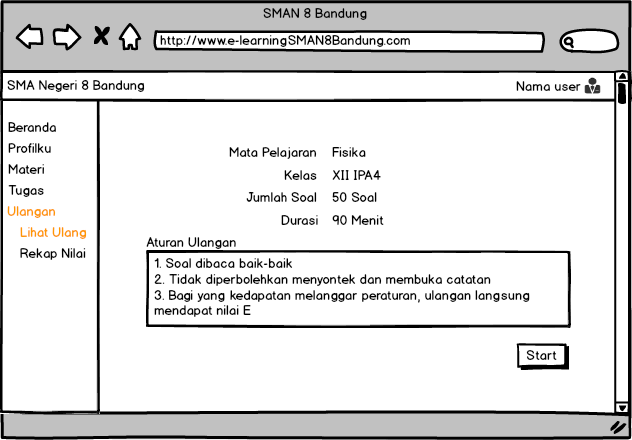 SMAN 8 Bandung
http://www.e-learningSMAN8Bandung.com
SMA Negeri 8 Bandung
Nama user
Beranda
Profilku
Materi
Tugas
Ulangan
Lihat Ulang
Rekap Nilai
Mata Pelajaran Fisika
Kelas XII IPA4
Jumlah Soal 50 Soal
Durasi 90 Menit
Aturan Ulangan
1. Soal dibaca baik-baik
2. Tidak diperbolehkan menyontek dan membuka catatan
3. Bagi yang kedapatan melanggar peraturan, ulangan langsung
mendapat nilai E
Start